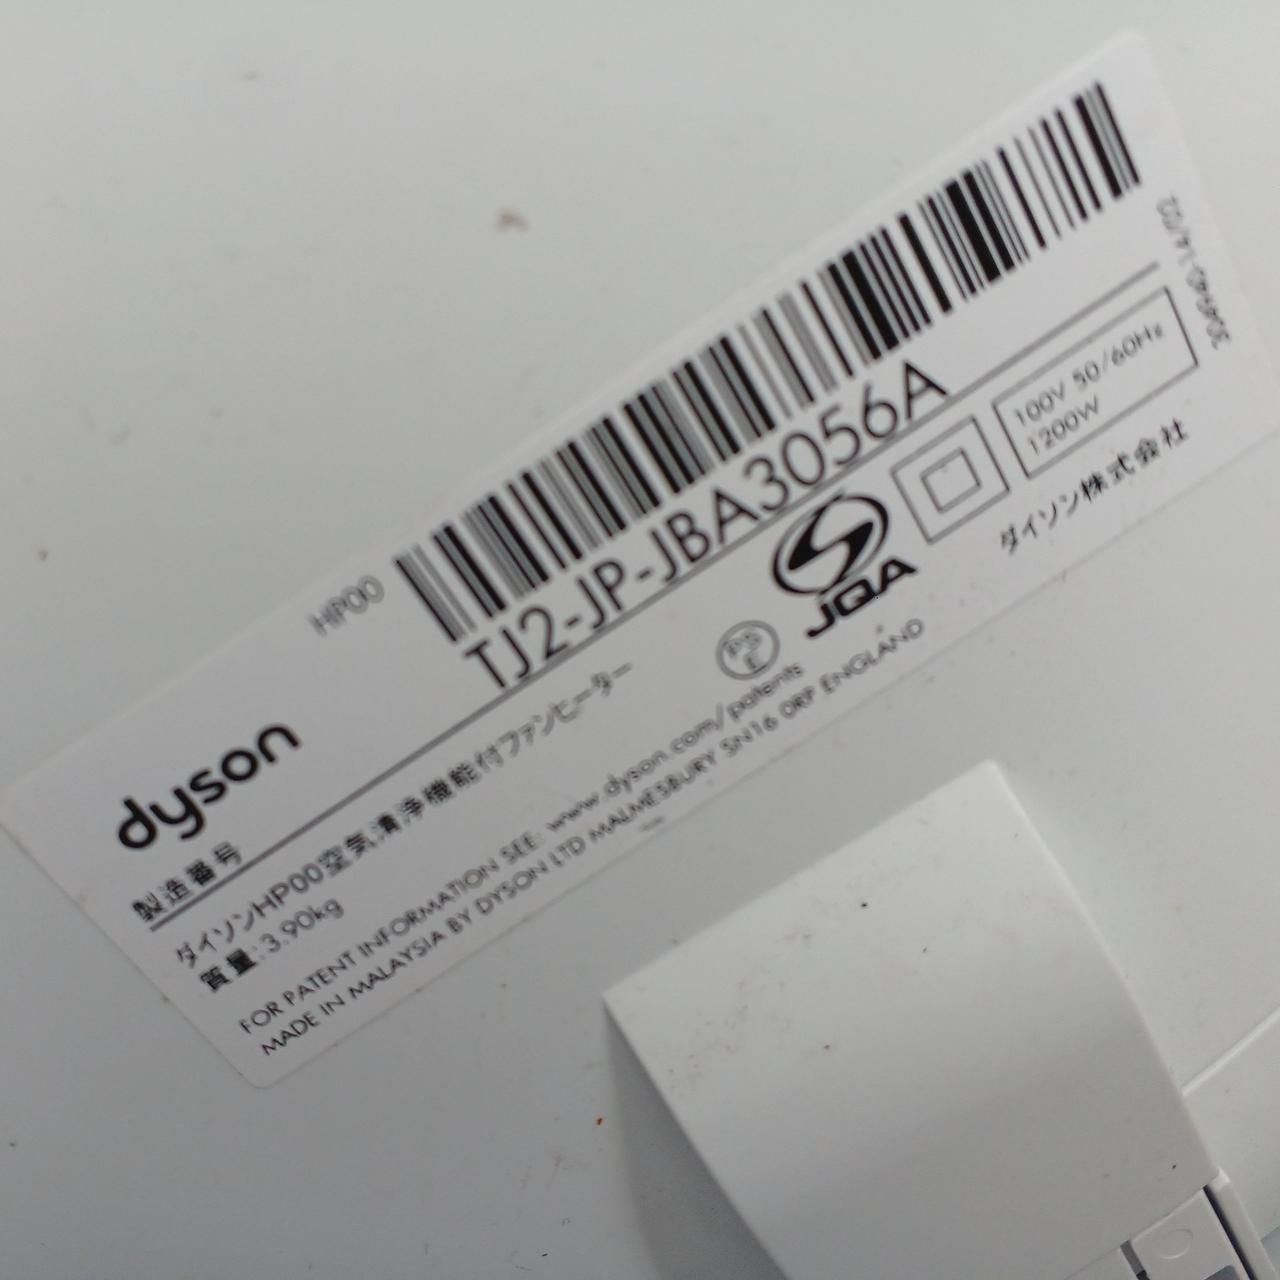 HP00
dyson
製造番号
TJ2-JP-JBA3056A
ダイソンHP00空気清浄機能付ファンヒーター
質量:3.90kg
PS
E
JQA
100V 50/60Hz
1200W
ダイソン株式会社
FOR PATENT INFORMATION SEE: www.dyson.com/patents
MADE IN MALAYSIA BY DYSON LTD MALMESBURY SN16 0RP ENGLAND